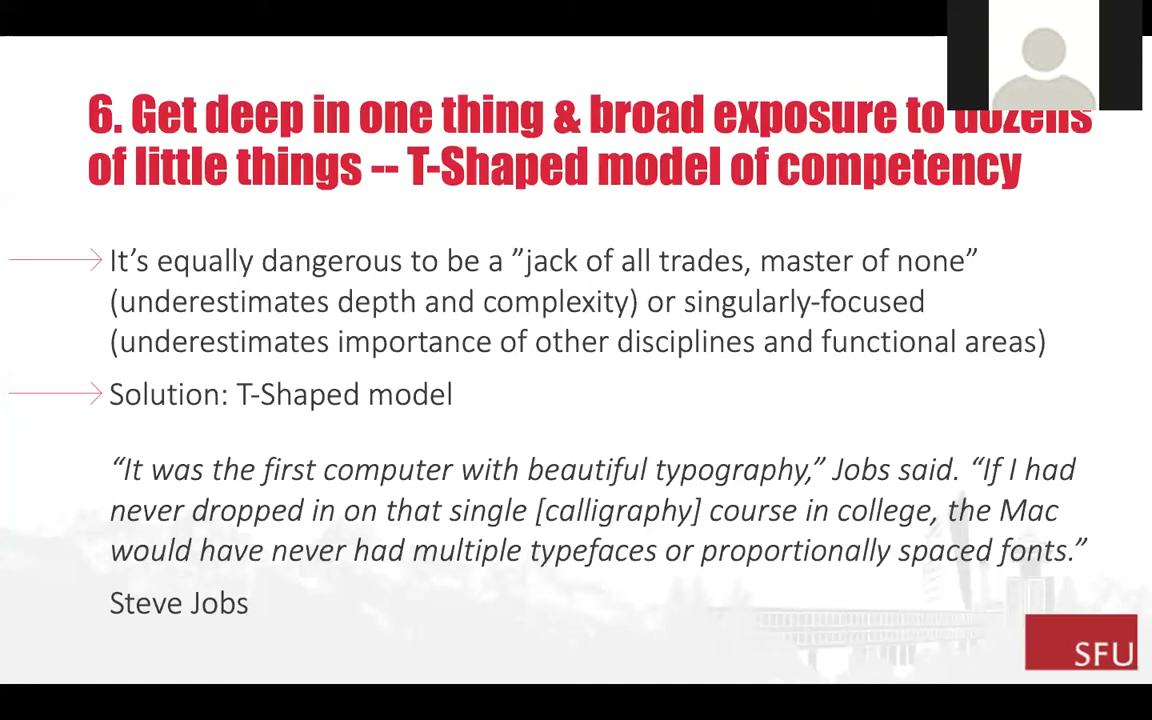 6. Get deep in one thing & broad exposure to dozens
of little things -- T-Shaped model of competency
It’s equally dangerous to be a ”jack of all trades, master of none”
(underestimates depth and complexity) or singularly-focused
(underestimates importance of other disciplines and functional areas)
Solution: T-Shaped model
“It was the first computer with beautiful typography,” Jobs said. “If I had
never dropped in on that single [calligraphy] course in college, the Mac
would have never had multiple typefaces or proportionally spaced fonts.”
Steve Jobs
SFU